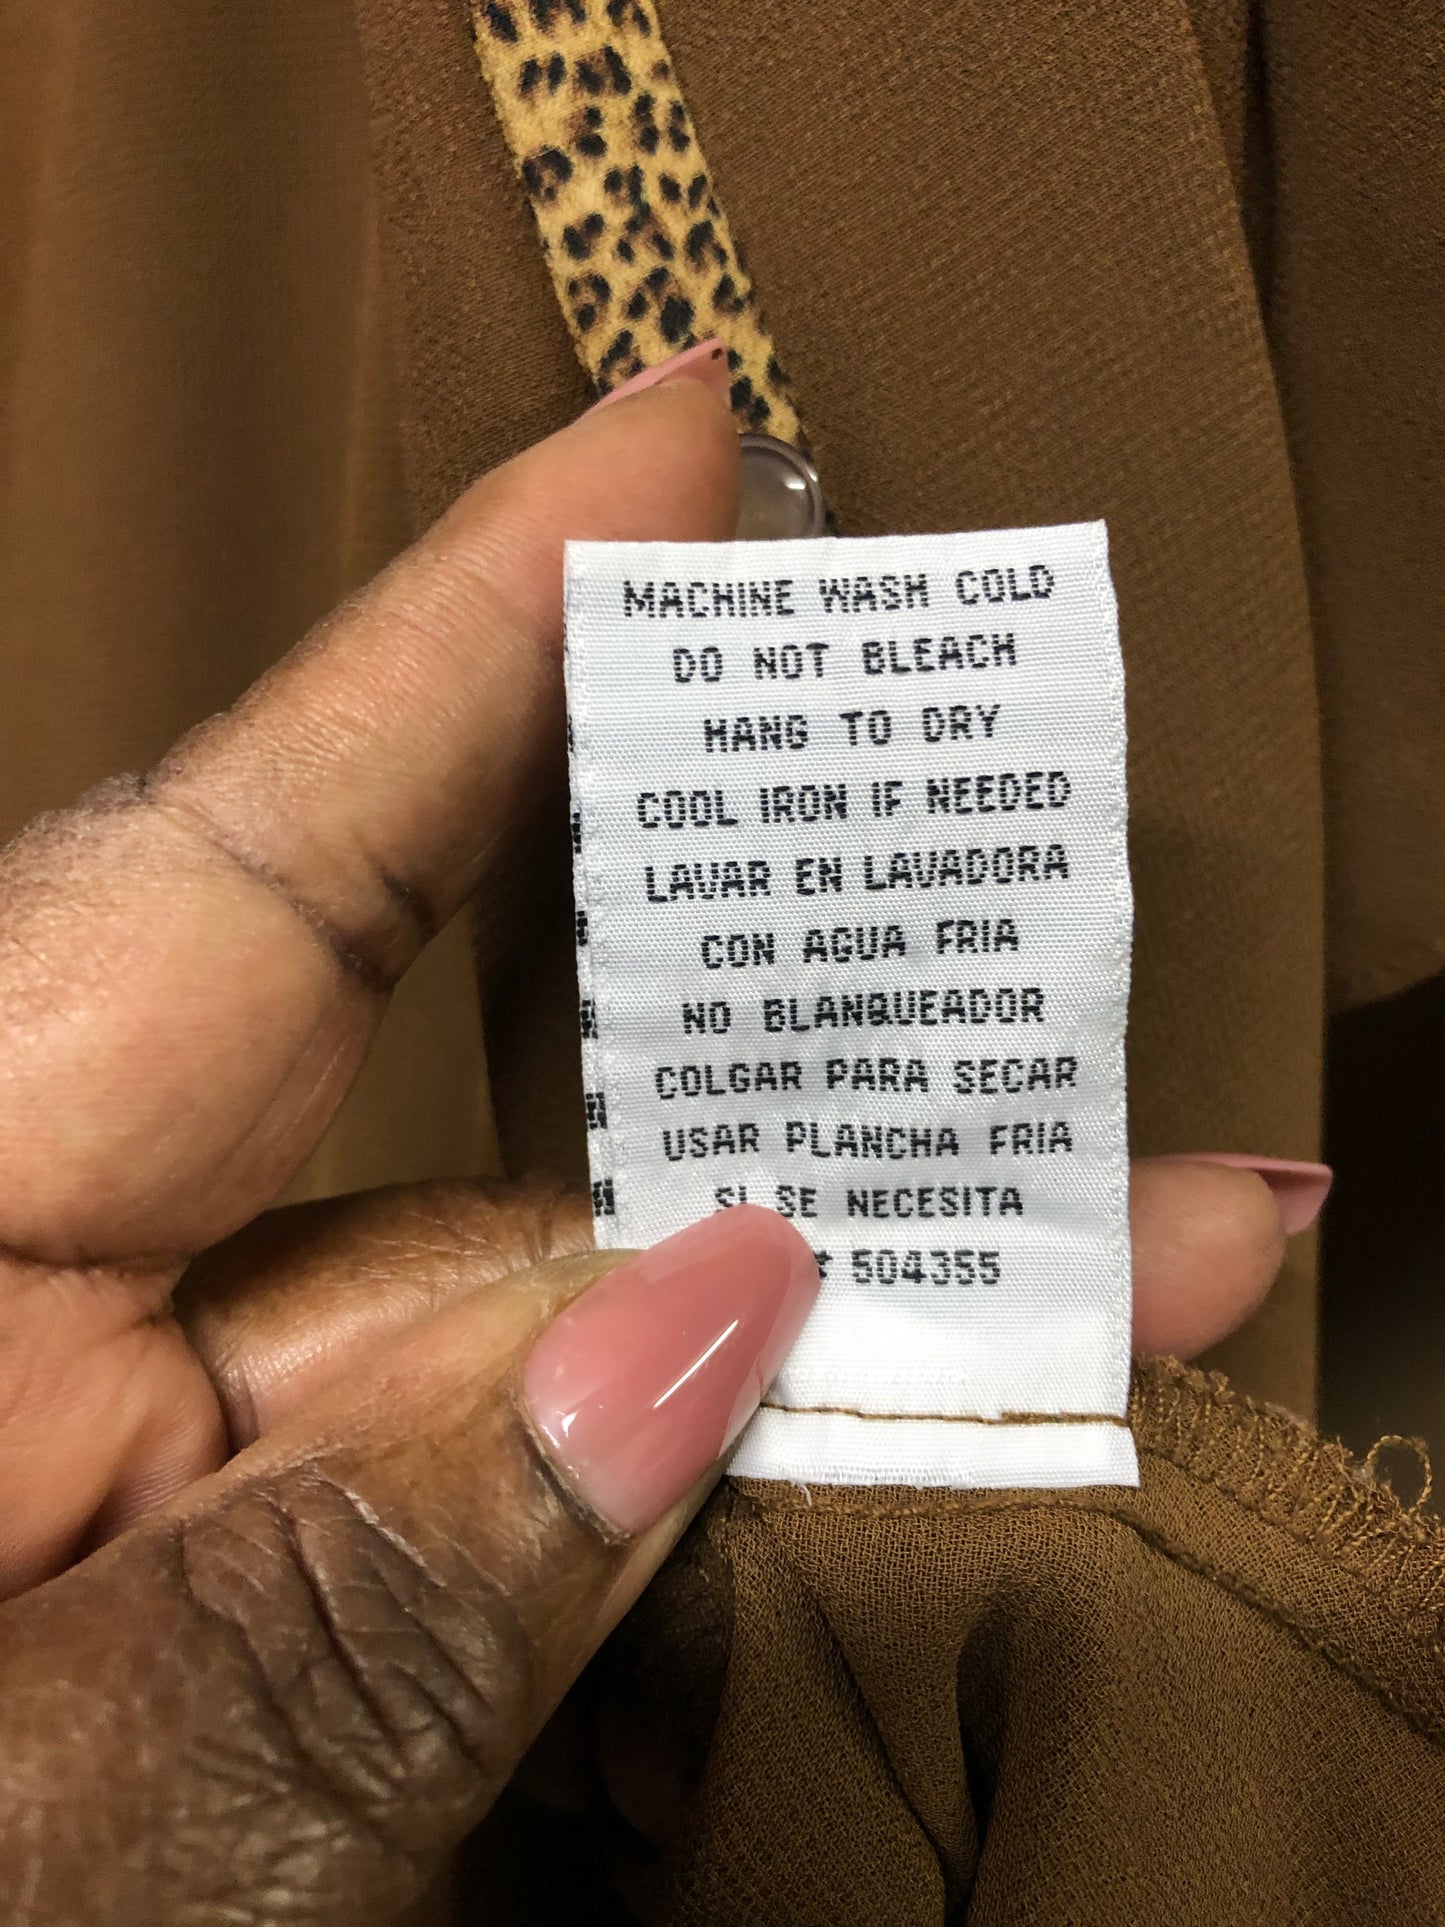 MACHINE WASH COLD
DO NOT BLEACH
HANG TO DRY
COOL IRON IF NEEDED
LAVAR EN LAVADORA
CON AGUA FRIA
NO BLANQUEADOR
COLGAR PARA SECAR
USAR PLANCHA FRIA
SI SE NECESITA
# 504355